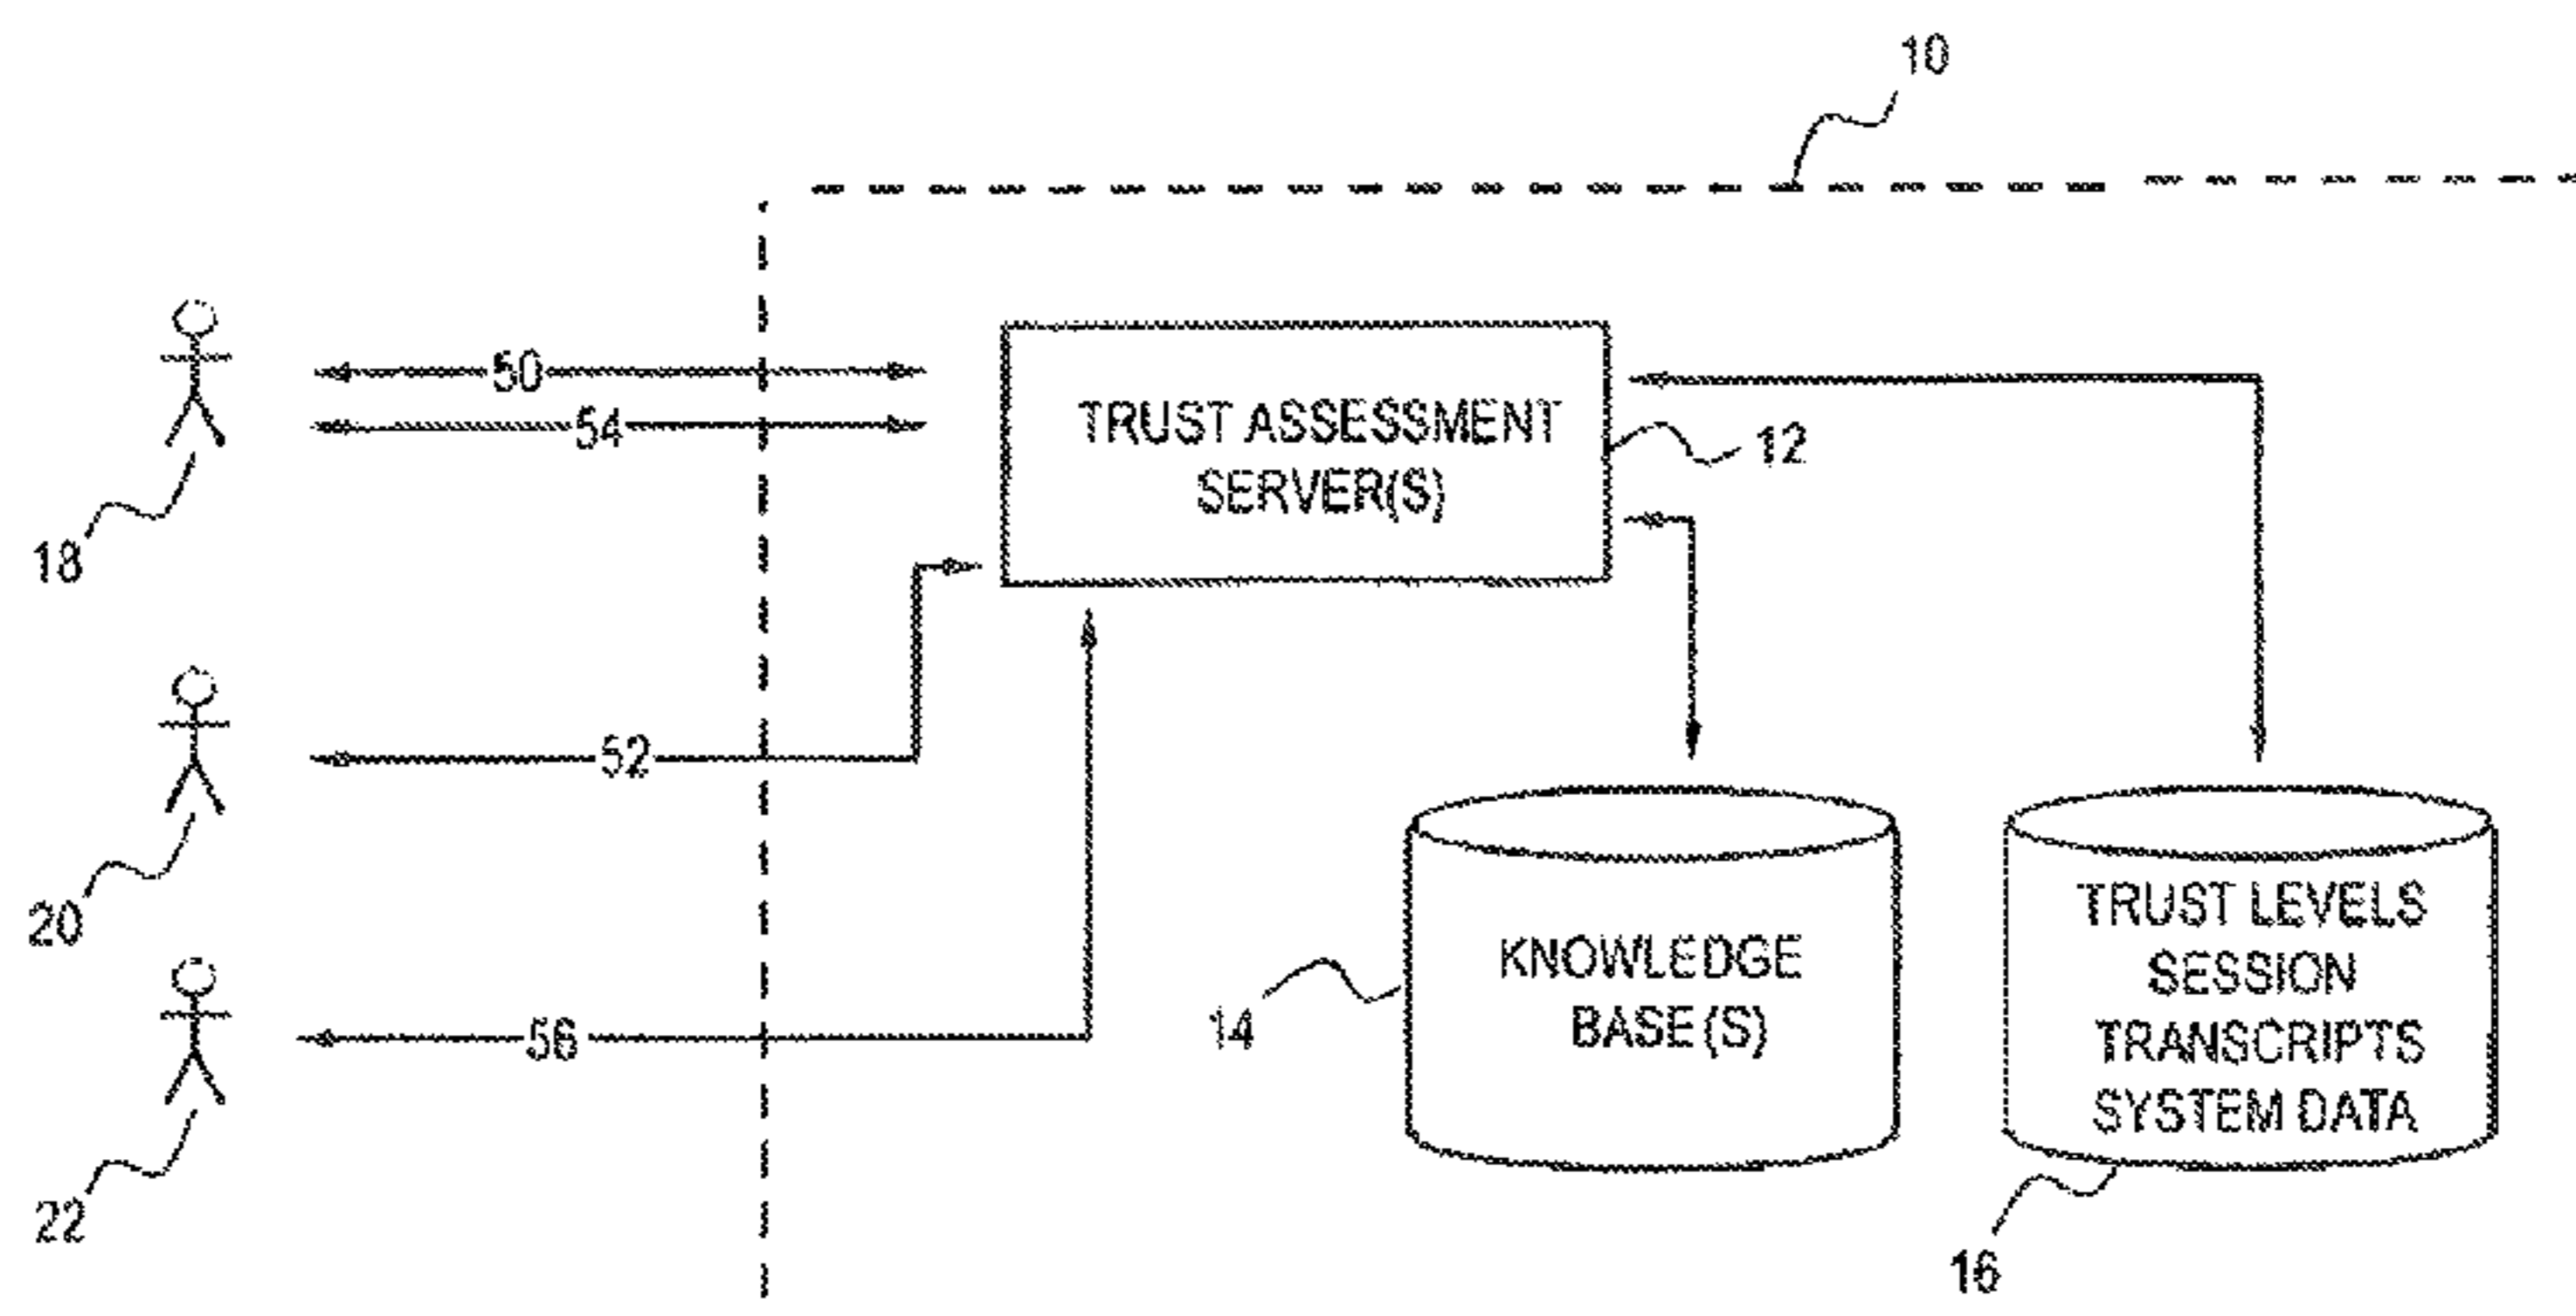 10
50
54
TRUST ASSESSMENT
SERVER(S)
12
18
52
20
56
22
KNOWLEDGE
BASE(S)
14
TRUST LEVELS
SESSION
TRANSCRIPTS
SYSTEM DATA
16